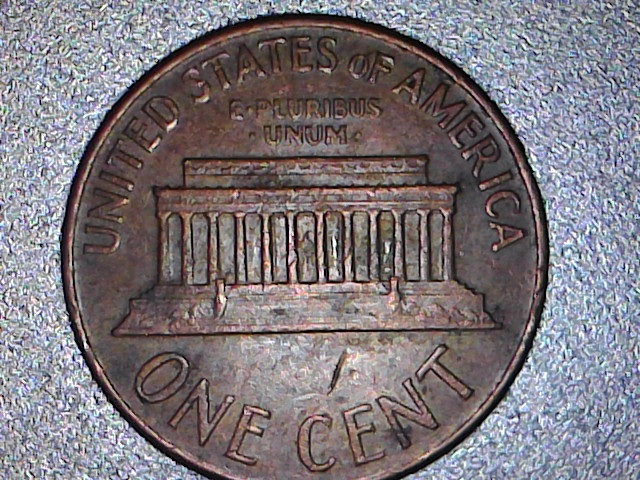 UNITED STATES OF AMERICA
E·PLURIBUS
·UNUM·
ONE CENT